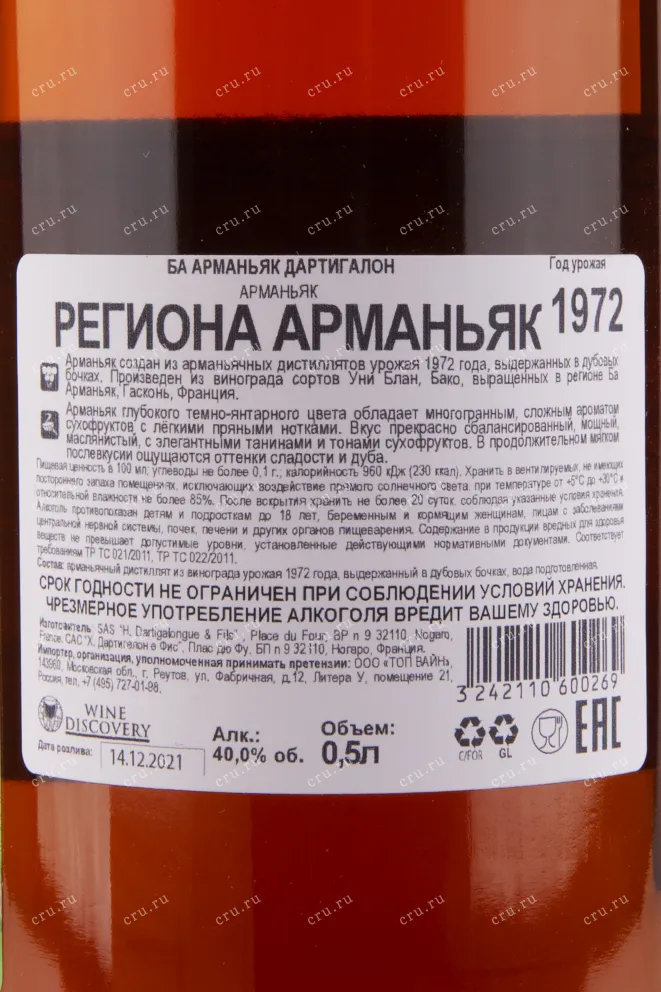 БА АРМАНЬЯК ДАРТИГАЛОН
Год урожая
АРМАНЬЯК
РЕГИОНА АРМАНЬЯК 1972
Арманьяк создан из арманьячных дистиллятов урожая 1972 года, выдержанных в дубовых
бочках. Произведен из винограда сортов Уни Блан, Бако, выращенных в регионе Ба
Арманьяк, Гасконь, Франция.
Арманьяк глубокого темно-янтарного цвета обладает многогранным, сложным ароматом
сухофруктов с лёгкими пряными нотками. Вкус прекрасно сбалансированный, мощный,
маслянистый, с элегантными танинами и тонами сухофруктов. В продолжительном мягком
послевкусии ощущаются оттенки сладости и дуба.
Пищевая ценность в 100 мл: углеводы не более 0,1 г.; калорийность 960 кДж (230 ккал). Хранить в вентилируемых, не имеющих
постороннего запаха помещениях, исключающих воздействие прямого солнечного света, при температуре от +5°С до +30°С и
относительной влажности не более 85%. После вскрытия хранить не более 20 суток, соблюдая указанные условия хранения.
Алкоголь противопоказан детям и подросткам до 18 лет, беременным и кормящим женщинам, лицам с заболеваниями
центральной нервной системы, почек, печени и других органов пищеварения. Содержание в продукции вредных для здоровья
веществ не превышает допустимые уровни, установленные действующими нормативными документами. Соответствует
требованиям ТР ТС 021/2011, ТР ТС 022/2011.
Состав: арманьячный дистиллят из винограда урожая 1972 года, выдержанный в дубовых бочках, вода подготовленная.
СРОК ГОДНОСТИ НЕ ОГРАНИЧЕН ПРИ СОБЛЮДЕНИИ УСЛОВИЙ ХРАНЕНИЯ.
ЧРЕЗМЕРНОЕ УПОТРЕБЛЕНИЕ АЛКОГОЛЯ ВРЕДИТ ВАШЕМУ ЗДОРОВЬЮ.
Изготовитель: SAS "H. Dartigalongue & Fils", Place du Foury, BP n 9 32110, Nogaro,
France. САС "Х. Дартигалон е Фис", Плас дю Фу, БП n 9 32110, Ногаро, Франция.
Импортер, организация, уполномоченная принимать претензии: ООО «ТОП ВАЙН»,
143960, Московская обл., г. Реутов, ул. Фабричная, д.12, Литера У, помещение 21,
Россия, тел. +7 (495) 727-01-98.
3 242110 600269
WINE
DISCOVERY
Дата розлива: 14.12.2021
Алк.:
40,0% об.
Объем:
0,5л
C/FOR
GL
EAC
cru.ru